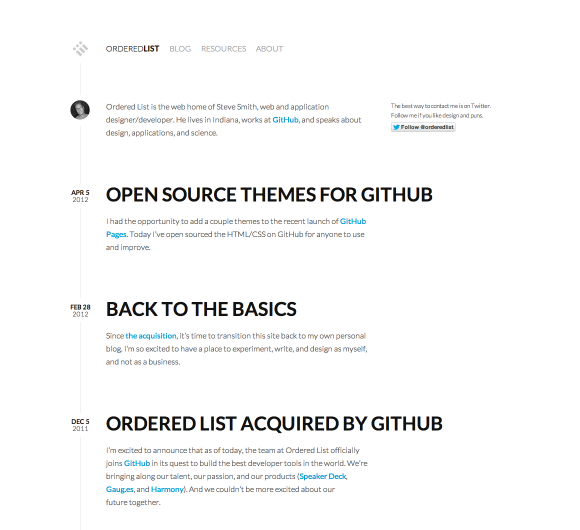 ORDEREDLIST BLOG RESOURCES ABOUT
Ordered List is the web home of Steve Smith, web and application
designer/developer. He lives in Indiana, works at GitHub, and speaks about
design, applications, and science.
The best way to contact me is on Twitter.
Follow me if you like design and puns.
Follow @orderedlist
APR 5
2012
OPEN SOURCE THEMES FOR GITHUB
I had the opportunity to add a couple themes to the recent launch of GitHub
Pages. Today I've open sourced the HTML/CSS on GitHub for anyone to use
and improve.
FEB 28
2012
BACK TO THE BASICS
Since the acquisition, it's time to transition this site back to my own personal
blog. I'm so excited to have a place to experiment, write, and design as myself,
and not as a business.
DEC 5
2011
ORDERED LIST ACQUIRED BY GITHUB
I'm excited to announce that as of today, the team at Ordered List officially
joins GitHub in its quest to build the best developer tools in the world. We're
bringing along our talent, our passion, and our products (Speaker Deck,
Gaug.es, and Harmony). And we couldn't be more excited about our
future together.